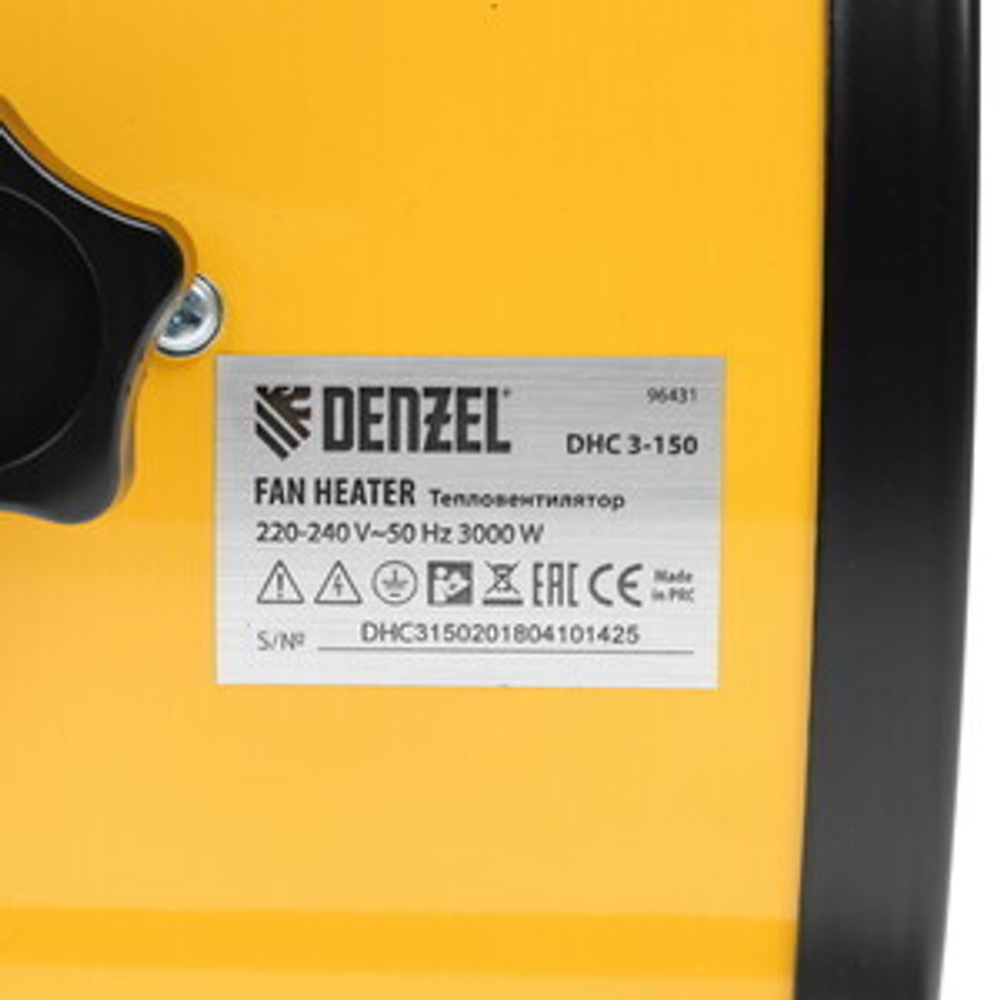 DENZEL®
96431
DHC 3-150
FAN HEATER Тепловентилятор
220-240 V~50 Hz 3000 W
EAC CE Made in PRC
S/№ DHC3150201804101425